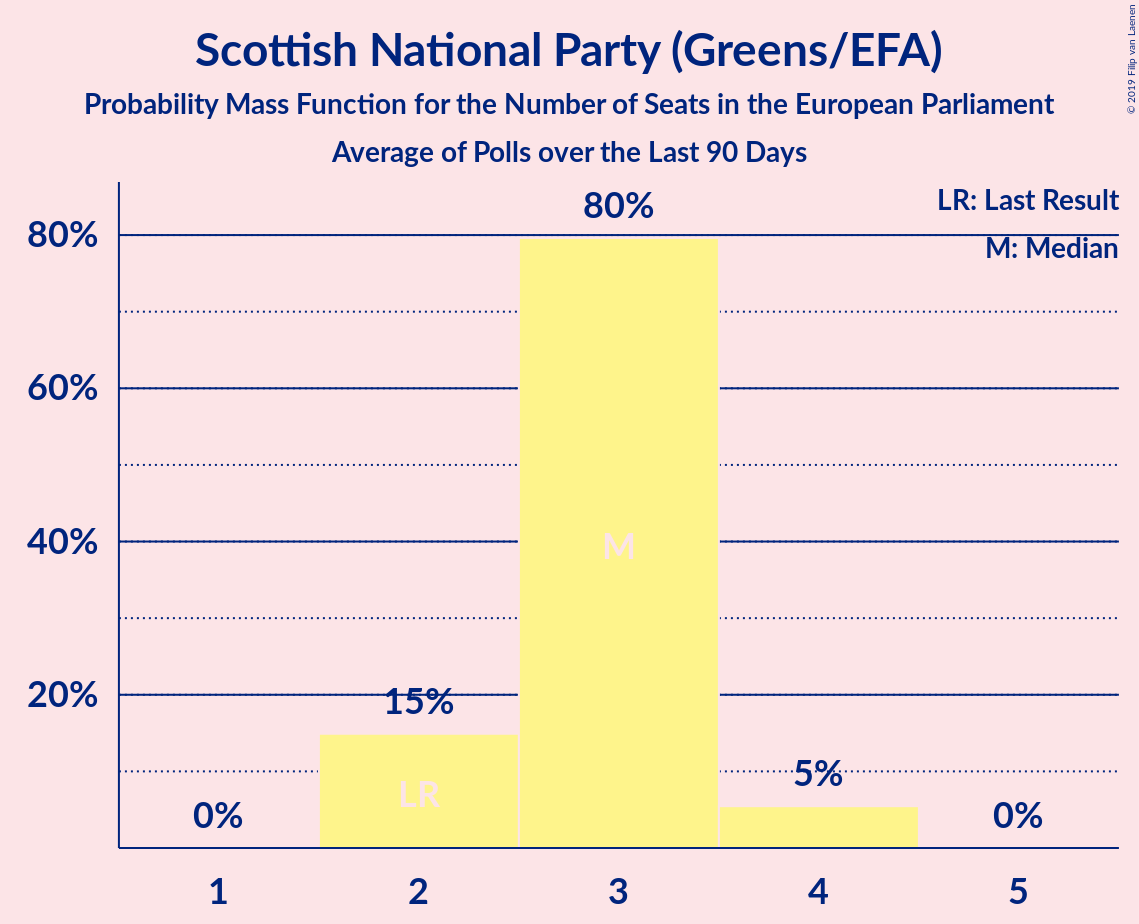 Scottish National Party (Greens/EFA)
Probability Mass Function for the Number of Seats in the European Parliament
Average of Polls over the Last 90 Days
© 2019 Filip van Laenen
LR: Last Result
M: Median
80%
60%
40%
20%
0%
15%
LR
80%
M
5%
0%
1 2 3 4 5